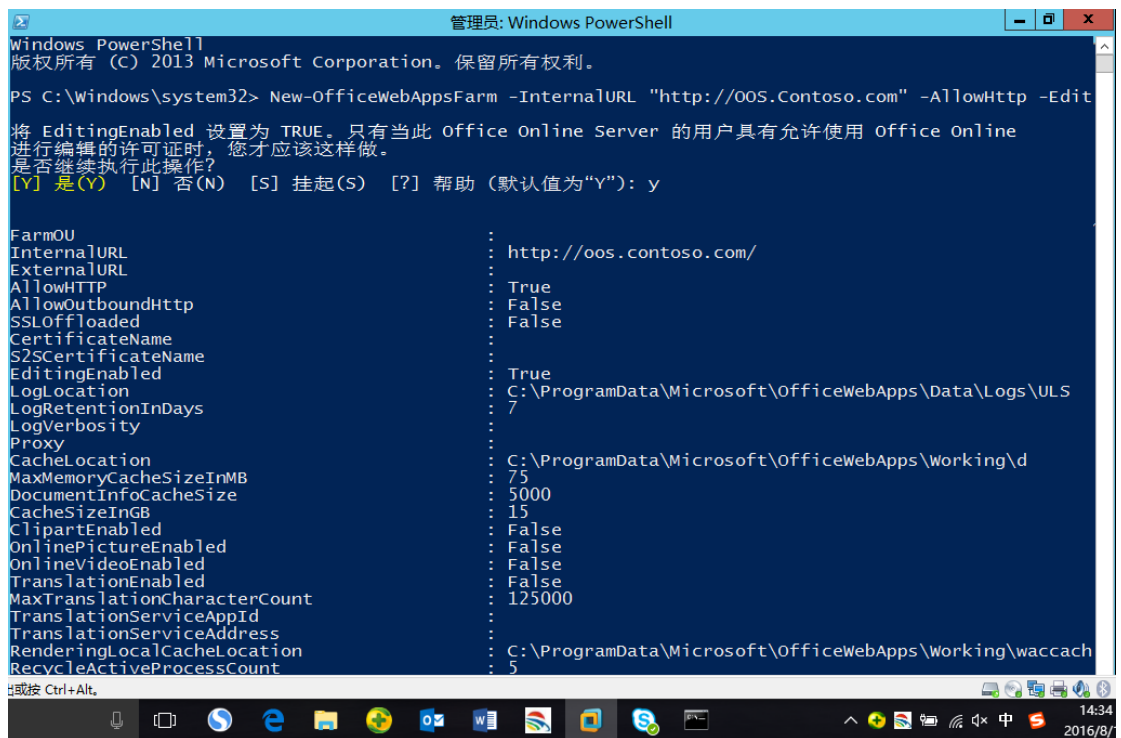 管理员: Windows PowerShell
Windows PowerShell
版权所有 (C) 2013 Microsoft Corporation。保留所有权利。
PS C:\Windows\system32> New-OfficeWebAppsFarm -InternalURL "http://OOS.Contoso.com" -AllowHttp -Edit
将 EditingEnabled 设置为 TRUE。只有当此 Office Online Server 的用户具有允许使用 Office Online
进行编辑的许可证时，您才应该这样做。
是否继续执行此操作?
[Y] 是(Y)  [N] 否(N)  [S] 挂起(S)  [?] 帮助 (默认值为“Y”): y
FarmOU :
InternalURL : http://oos.contoso.com/
ExternalURL :
AllowHTTP : True
AllowOutboundHttp : False
SSLOffloaded : False
CertificateName :
S2SCertificateName :
EditingEnabled : True
LogLocation : C:\ProgramData\Microsoft\OfficeWebApps\Data\Logs\ULS
LogRetentionInDays : 7
LogVerbosity :
Proxy :
CacheLocation : C:\ProgramData\Microsoft\OfficeWebApps\Working\d
MaxMemoryCacheSizeInMB : 75
DocumentInfoCacheSize : 5000
CacheSizeInGB : 15
ClipartEnabled : False
OnlinePictureEnabled : False
OnlineVideoEnabled : False
TranslationEnabled : False
MaxTranslationCharacterCount : 125000
TranslationServiceAppId :
TranslationServiceAddress :
RenderingLocalCacheLocation : C:\ProgramData\Microsoft\OfficeWebApps\Working\waccach
RecycleActiveProcessCount : 5
或按 Ctrl+Alt。
中
14:34
2016/8/